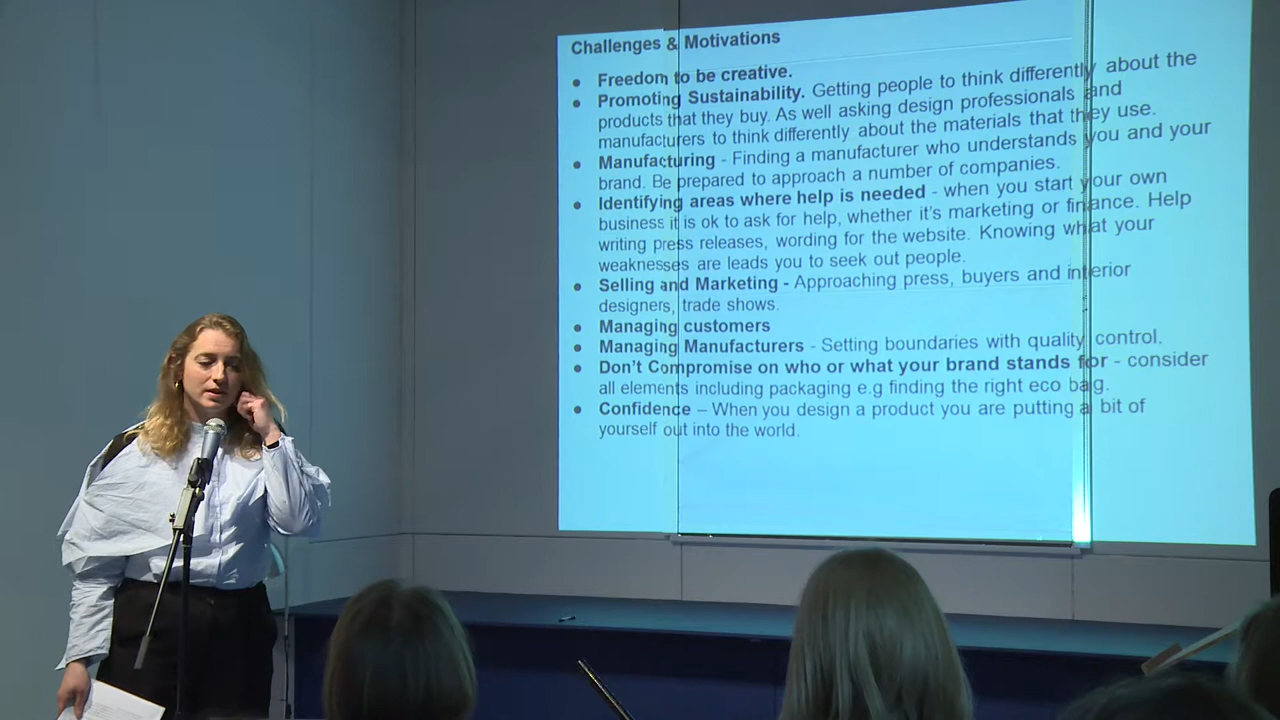 Challenges & Motivations
● Freedom to be creative.
● Promoting Sustainability. Getting people to think differently about the
products that they buy. As well asking design professionals and
manufacturers to think differently about the materials that they use.
● Manufacturing - Finding a manufacturer who understands you and your
brand. Be prepared to approach a number of companies.
● Identifying areas where help is needed - when you start your own
business it is ok to ask for help, whether it's marketing or finance. Help
writing press releases, wording for the website. Knowing what your
weaknesses are leads you to seek out people.
● Selling and Marketing - Approaching press, buyers and interior
designers, trade shows.
● Managing customers
● Managing Manufacturers - Setting boundaries with quality control.
● Don't Compromise on who or what your brand stands for - consider
all elements including packaging e.g finding the right eco bag.
● Confidence – When you design a product you are putting a bit of
yourself out into the world.